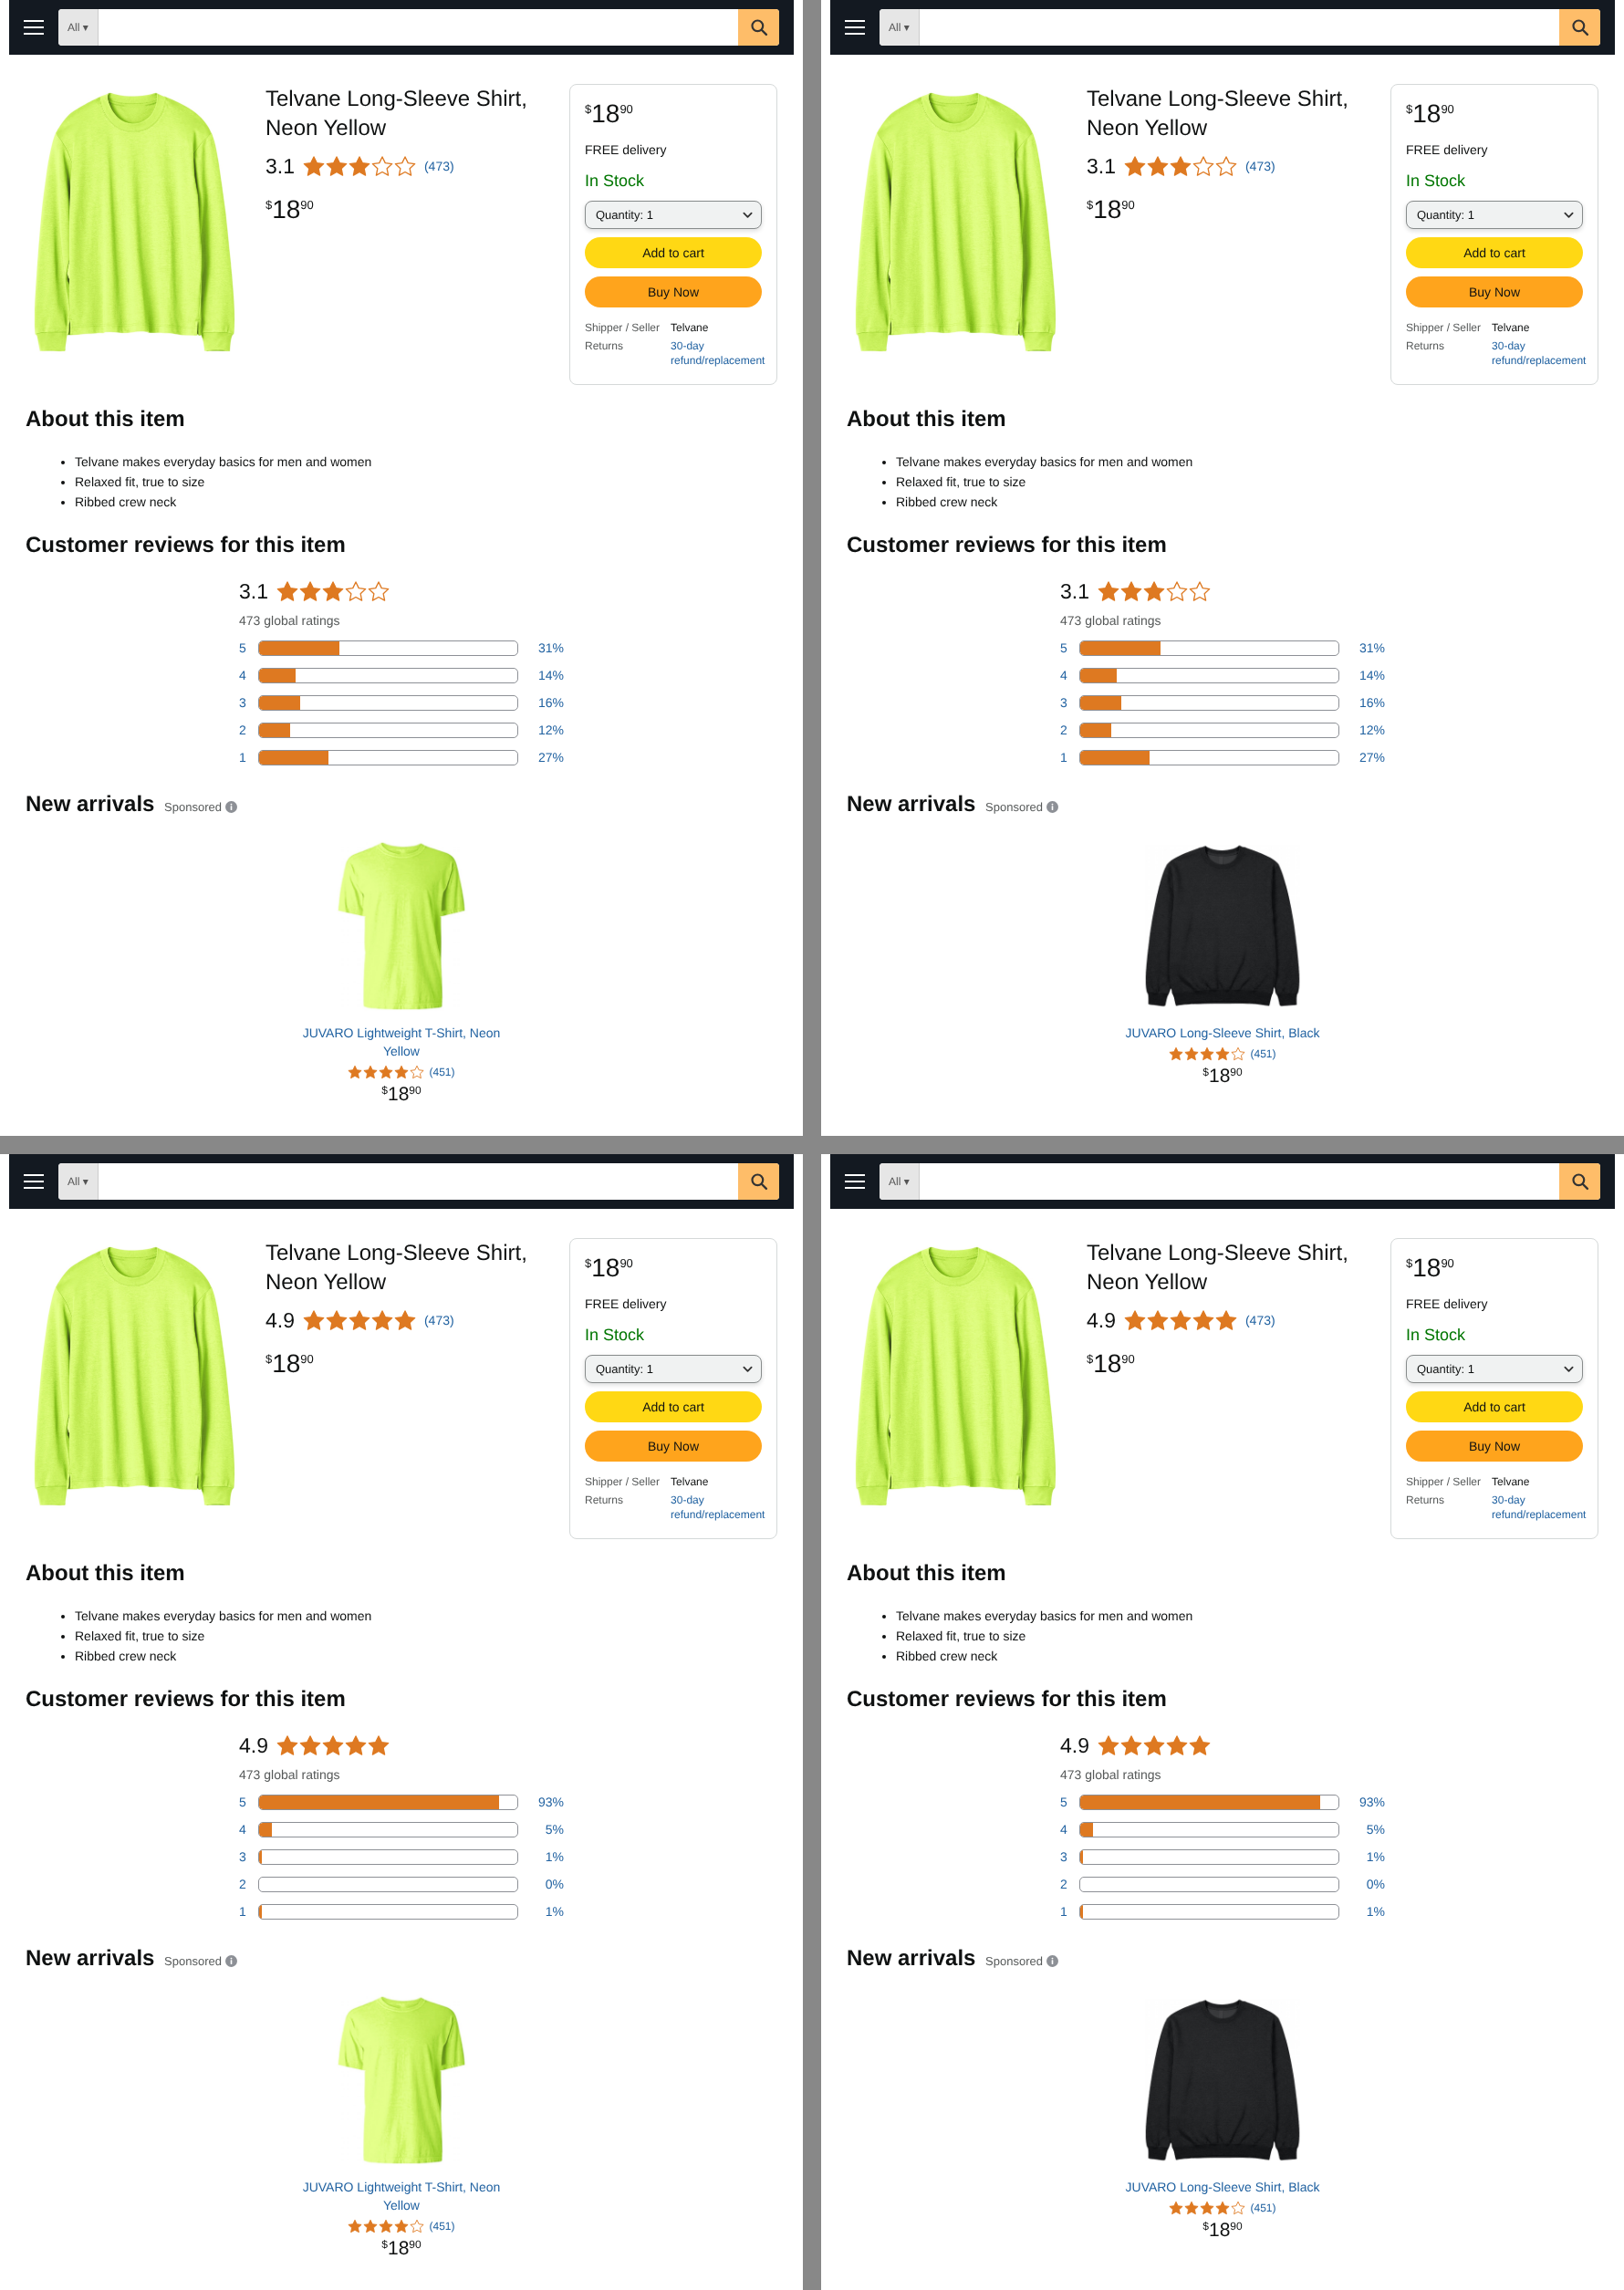 All ▾
Telvane Long-Sleeve Shirt,
Neon Yellow
3.1 (473)
$1890
$1890
FREE delivery
In Stock
Quantity: 1
Add to cart
Buy Now
Shipper / Seller Telvane
Returns 30-day
refund/replacement
About this item
• Telvane makes everyday basics for men and women
• Relaxed fit, true to size
• Ribbed crew neck
Customer reviews for this item
3.1
473 global ratings
5 31%
4 14%
3 16%
2 12%
1 27%
New arrivals Sponsored
JUVARO Lightweight T-Shirt, Neon
Yellow
(451)
$1890
All ▾
Telvane Long-Sleeve Shirt,
Neon Yellow
3.1 (473)
$1890
$1890
FREE delivery
In Stock
Quantity: 1
Add to cart
Buy Now
Shipper / Seller Telvane
Returns 30-day
refund/replacement
About this item
• Telvane makes everyday basics for men and women
• Relaxed fit, true to size
• Ribbed crew neck
Customer reviews for this item
3.1
473 global ratings
5 31%
4 14%
3 16%
2 12%
1 27%
New arrivals Sponsored
JUVARO Long-Sleeve Shirt, Black
(451)
$1890
All ▾
Telvane Long-Sleeve Shirt,
Neon Yellow
4.9 (473)
$1890
$1890
FREE delivery
In Stock
Quantity: 1
Add to cart
Buy Now
Shipper / Seller Telvane
Returns 30-day
refund/replacement
About this item
• Telvane makes everyday basics for men and women
• Relaxed fit, true to size
• Ribbed crew neck
Customer reviews for this item
4.9
473 global ratings
5 93%
4 5%
3 1%
2 0%
1 1%
New arrivals Sponsored
JUVARO Lightweight T-Shirt, Neon
Yellow
(451)
$1890
All ▾
Telvane Long-Sleeve Shirt,
Neon Yellow
4.9 (473)
$1890
$1890
FREE delivery
In Stock
Quantity: 1
Add to cart
Buy Now
Shipper / Seller Telvane
Returns 30-day
refund/replacement
About this item
• Telvane makes everyday basics for men and women
• Relaxed fit, true to size
• Ribbed crew neck
Customer reviews for this item
4.9
473 global ratings
5 93%
4 5%
3 1%
2 0%
1 1%
New arrivals Sponsored
JUVARO Long-Sleeve Shirt, Black
(451)
$1890